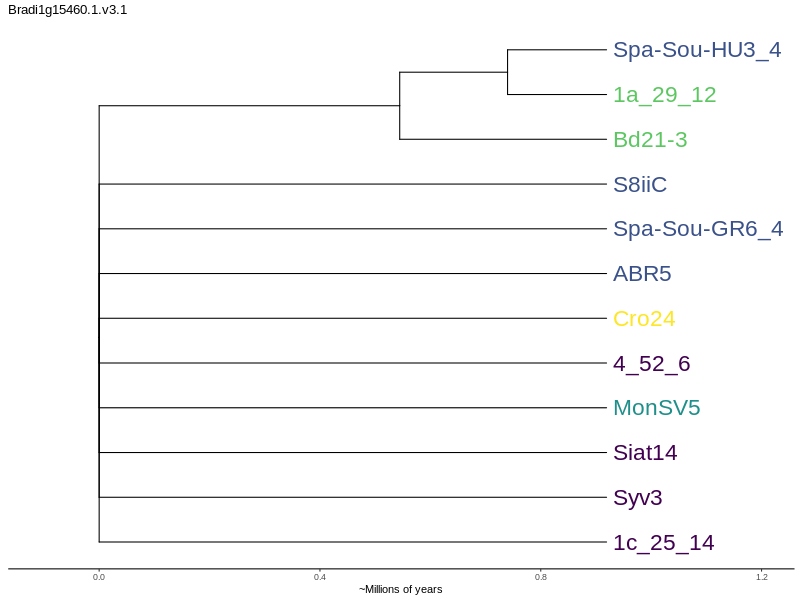 Bradi1g15460.1.v3.1
Spa-Sou-HU3_4
1a_29_12
Bd21-3
S8iiC
Spa-Sou-GR6_4
ABR5
Cro24
4_52_6
MonSV5
Siat14
Syv3
1c_25_14
0.0 0.4 0.8 1.2
~Millions of years